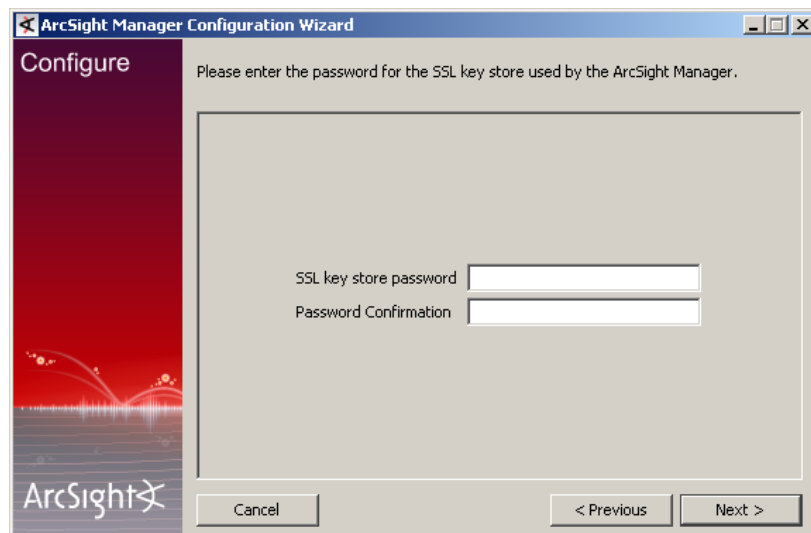 ArcSight Manager Configuration Wizard
Configure
Please enter the password for the SSL key store used by the ArcSight Manager.
SSL key store password
Password Confirmation
ArcSight
Cancel
< Previous
Next >